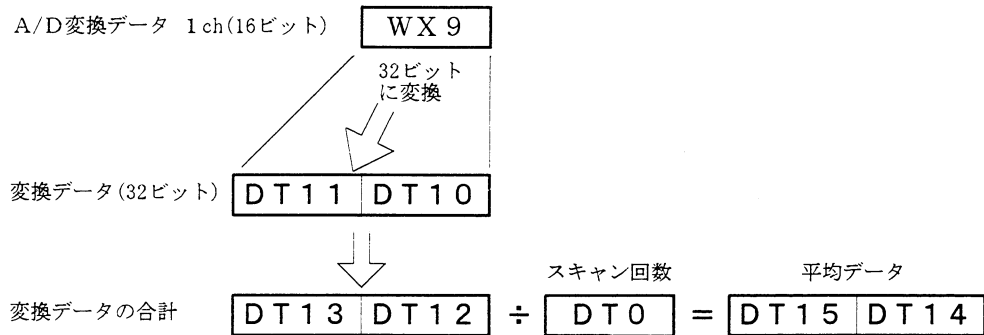 A/D変換データ 1ch(16ビット) WX9
32ビット
に変換
変換データ(32ビット) DT11 DT10
スキャン回数 平均データ
変換データの合計 DT13 DT12 ÷ DT0 = DT15 DT14